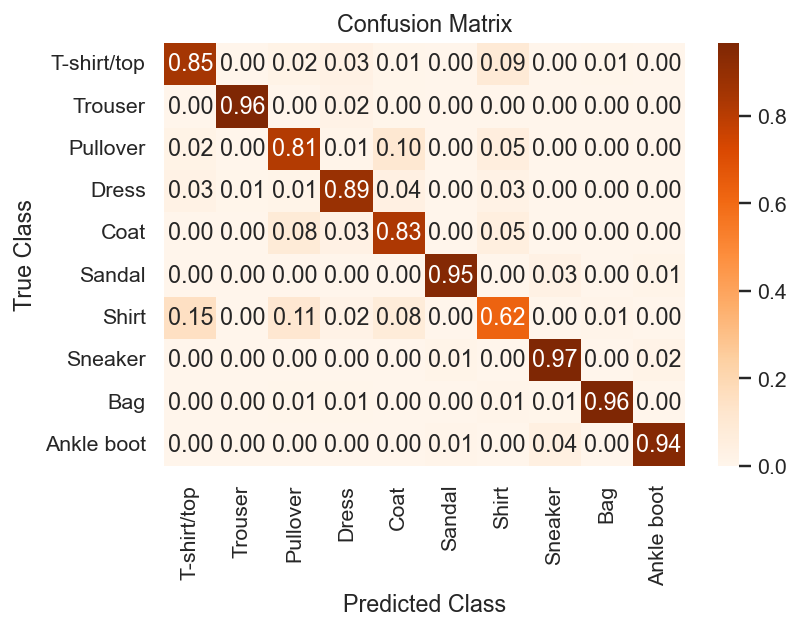 Confusion Matrix
T-shirt/top 0.85 0.00 0.02 0.03 0.01 0.00 0.09 0.00 0.01 0.00
Trouser 0.00 0.96 0.00 0.02 0.00 0.00 0.00 0.00 0.00 0.00
Pullover 0.02 0.00 0.81 0.01 0.10 0.00 0.05 0.00 0.00 0.00
Dress 0.03 0.01 0.01 0.89 0.04 0.00 0.03 0.00 0.00 0.00
Coat 0.00 0.00 0.08 0.03 0.83 0.00 0.05 0.00 0.00 0.00
Sandal 0.00 0.00 0.00 0.00 0.00 0.95 0.00 0.03 0.00 0.01
Shirt 0.15 0.00 0.11 0.02 0.08 0.00 0.62 0.00 0.01 0.00
Sneaker 0.00 0.00 0.00 0.00 0.00 0.01 0.00 0.97 0.00 0.02
Bag 0.00 0.00 0.01 0.01 0.00 0.00 0.01 0.01 0.96 0.00
Ankle boot 0.00 0.00 0.00 0.00 0.00 0.01 0.00 0.04 0.00 0.94
True Class
T-shirt/top
Trouser
Pullover
Dress
Coat
Sandal
Shirt
Sneaker
Bag
Ankle boot
Predicted Class
0.8
0.6
0.4
0.2
0.0